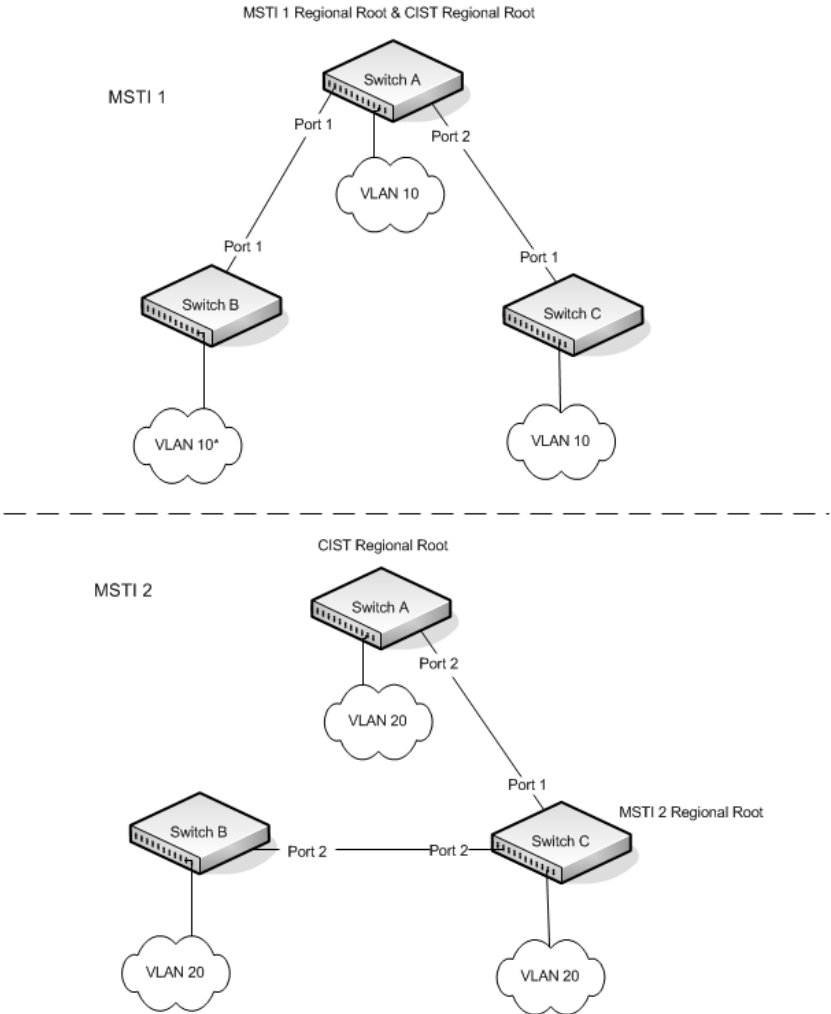 MSTI 1 Regional Root & CIST Regional Root
Switch A
MSTI 1
Port 1
Port 2
VLAN 10
Port 1
Port 1
Switch B
Switch C
VLAN 10*
VLAN 10
CIST Regional Root
MSTI 2
Switch A
Port 2
VLAN 20
Port 1
MSTI 2 Regional Root
Switch B
Switch C
Port 2
Port 2
VLAN 20
VLAN 20